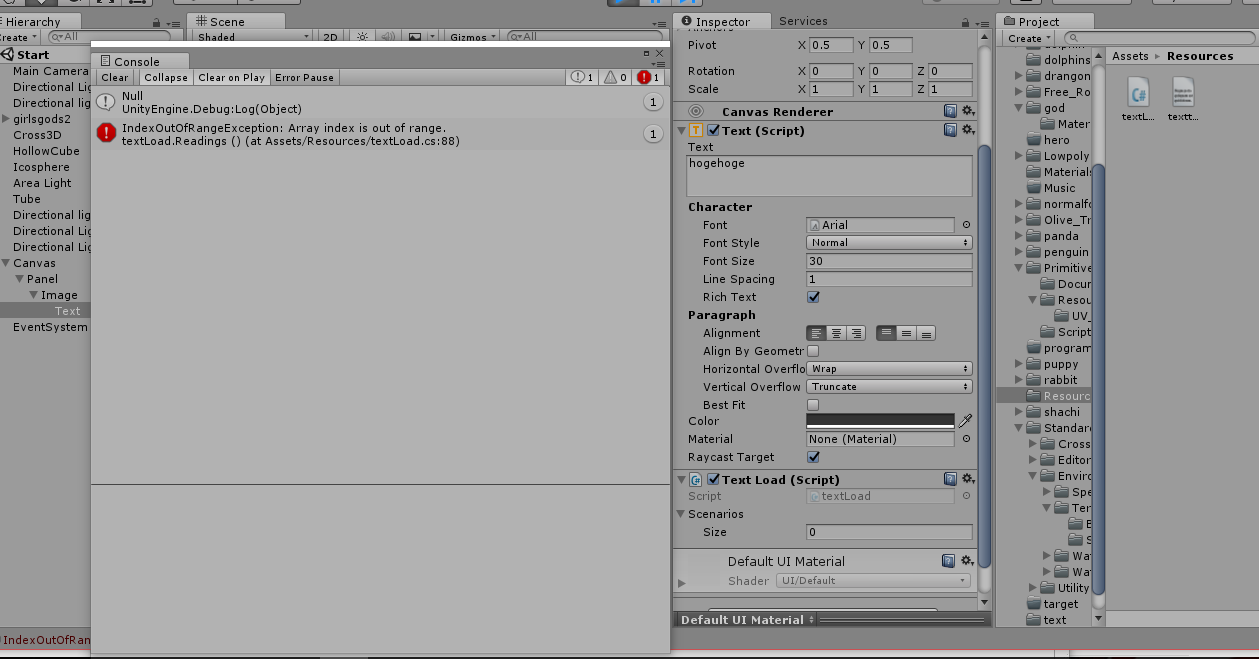 Hierarchy
Create
All
Start
Main Camera
Directional
Directional
girlsgods2
Cross3D
HollowCube
Icosphere
Area Light
Tube
Directional lig
Directional Lig
Directional Lig
Canvas
Panel
Image
Text
EventSystem
IndexOutOfRan
Scene
Shaded
2D
Gizmos
All
Console
Clear
Collapse
Clear on Play
Error Pause
1
0
1
Null
UnityEngine.Debug:Log(Object)
1
IndexOutOfRangeException: Array index is out of range.
textLoad.Readings () (at Assets/Resources/textLoad.cs:88)
1
Inspector
Services
Anchors
Pivot X 0.5 Y 0.5
Rotation X 0 Y 0 Z 0
Scale X 1 Y 1 Z 1
Canvas Renderer
Text (Script)
Text
hogehoge
Character
Font Arial
Font Style Normal
Font Size 30
Line Spacing 1
Rich Text
Paragraph
Alignment
Align By Geometr
Horizontal Overflo Wrap
Vertical Overflow Truncate
Best Fit
Color
Material None (Material)
Raycast Target
Text Load (Script)
Script textLoad
Scenarios
Size 0
Default UI Material
Shader UI/Default
Default UI Material
Project
Create
dolphin
dolphins
drangon
Free_Ro
god
Mater
hero
Lowpoly
Materials
Music
normalfo
Olive_Tr
panda
penguin
Primitive
Docum
Resou
UV_
Script
program
puppy
rabbit
Resourc
shachi
Standar
Cross
Editor
Enviro
Spe
Ter
Wa
Wa
Utility
target
text
Assets
Resources
textL...
textt...